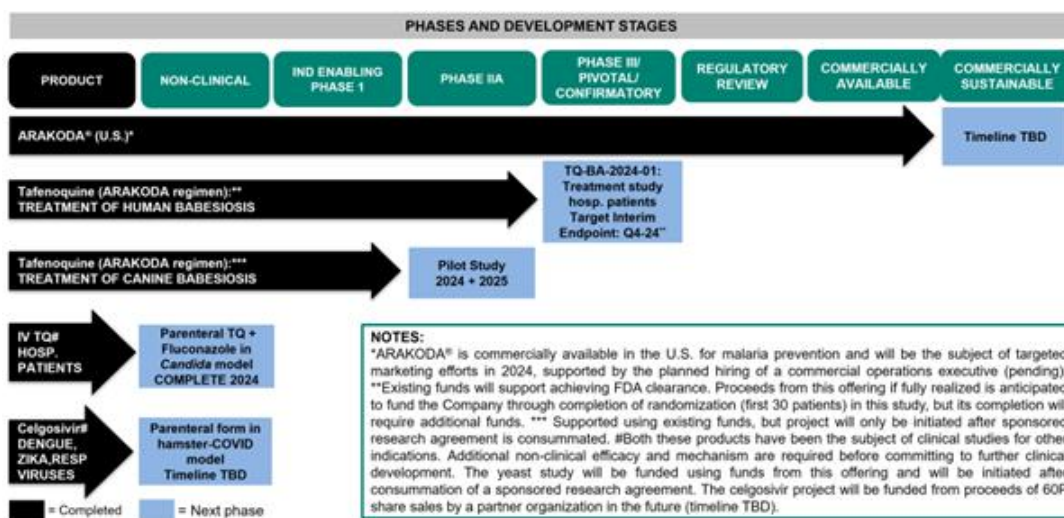 PHASES AND DEVELOPMENT STAGES
PRODUCT
NON-CLINICAL
IND ENABLING
PHASE 1
PHASE IIA
PHASE III/
PIVOTAL/
CONFIRMATORY
REGULATORY
REVIEW
COMMERCIALLY
AVAILABLE
COMMERCIALLY
SUSTAINABLE
ARAKODA® (U.S.)*
Timeline TBD
Tafenoquine (ARAKODA regimen):**
TREATMENT OF HUMAN BABESIOSIS
TQ-BA-2024-01:
Treatment study
hosp. patients
Target Interim
Endpoint: Q4-24**
Tafenoquine (ARAKODA regimen):***
TREATMENT OF CANINE BABESIOSIS
Pilot Study
2024 + 2025
IV TQ#
HOSP.
PATIENTS
Parenteral TQ +
Fluconazole in
Candida model
COMPLETE 2024
Celgosivir#
DENGUE,
ZIKA,RESP
VIRUSES
Parenteral form in
hamster-COVID
model
Timeline TBD
= Completed
= Next phase
NOTES:
*ARAKODA® is commercially available in the U.S. for malaria prevention and will be the subject of targeted
marketing efforts in 2024, supported by the planned hiring of a commercial operations executive (pending)
**Existing funds will support achieving FDA clearance. Proceeds from this offering if fully realized is anticipated
to fund the Company through completion of randomization (first 30 patients) in this study, but its completion wil
require additional funds. *** Supported using existing funds, but project will only be initiated after sponsored
research agreement is consummated. #Both these products have been the subject of clinical studies for other
indications. Additional non-clinical efficacy and mechanism are required before committing to further clinical
development. The yeast study will be funded using funds from this offering and will be initiated after
consummation of a sponsored research agreement. The celgosivir project will be funded from proceeds of 60P
share sales by a partner organization in the future (timeline TBD).